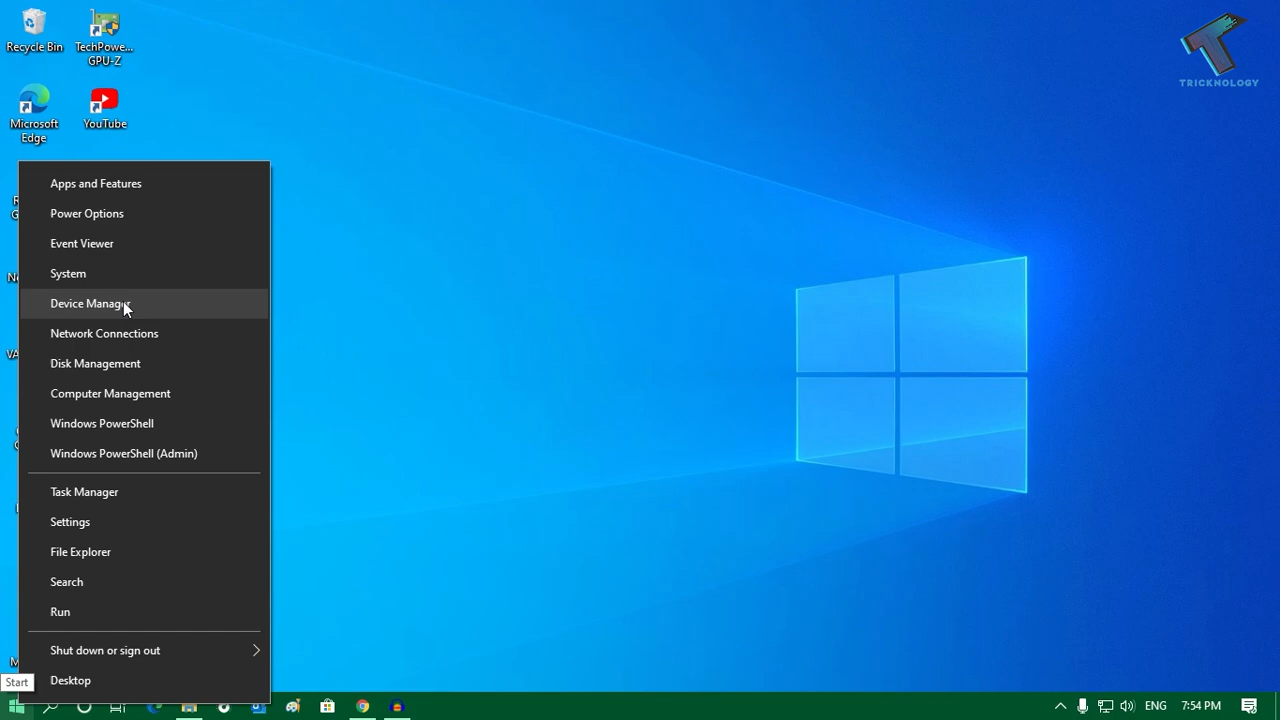 Recycle Bin
TechPowe...
GPU-Z
TRICKNOLOGY
Microsoft
Edge
YouTube
Apps and Features
Power Options
Event Viewer
System
Device Manager
Network Connections
Disk Management
Computer Management
Windows PowerShell
Windows PowerShell (Admin)
Task Manager
Settings
File Explorer
Search
Run
Shut down or sign out
Desktop
Start
ENG
7:54 PM